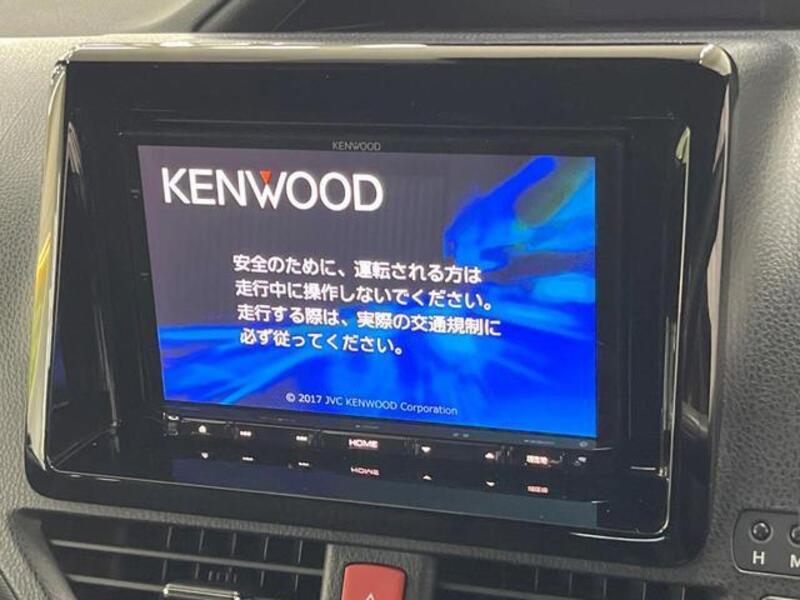 KENWOOD
KENWOOD
安全のために、運転される方は
走行中に操作しないでください。
走行する際は、実際の交通規制に
必ず従ってください。
© 2017 JVC KENWOOD Corporation
HOME
現在地
H
M